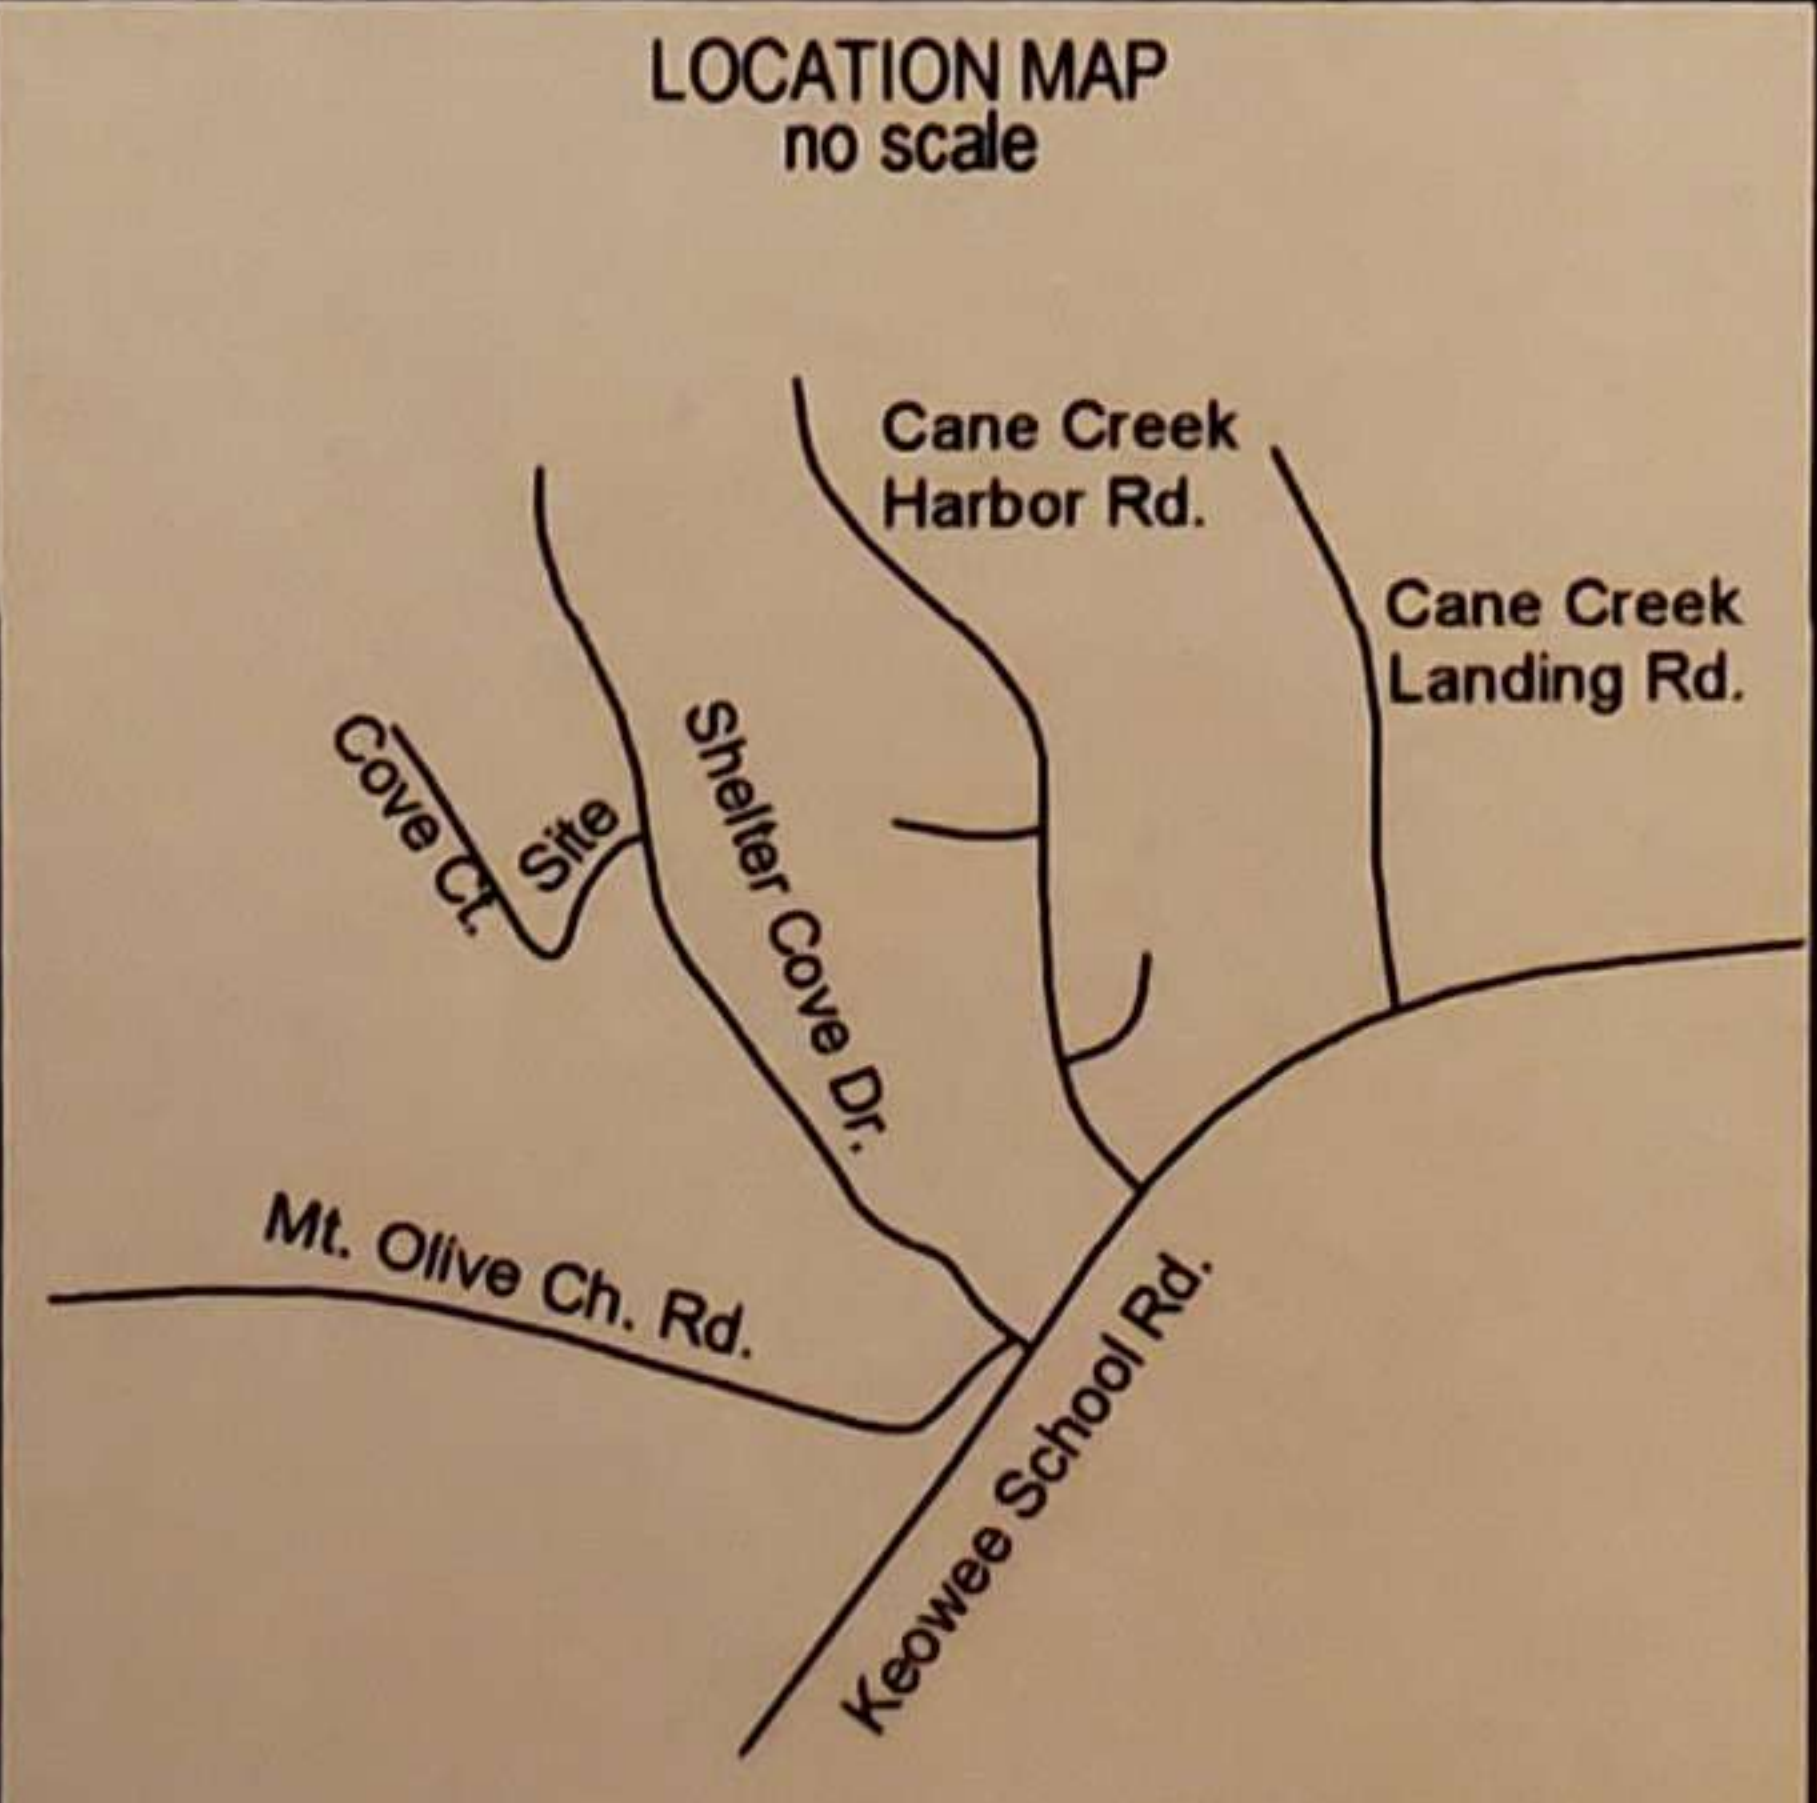 LOCATION MAP
no scale
Cane Creek
Harbor Rd.
Cane Creek
Landing Rd.
Shelter Cove Dr.
Cove Ct.
Site
Mt. Olive Ch. Rd.
Keowee School Rd.